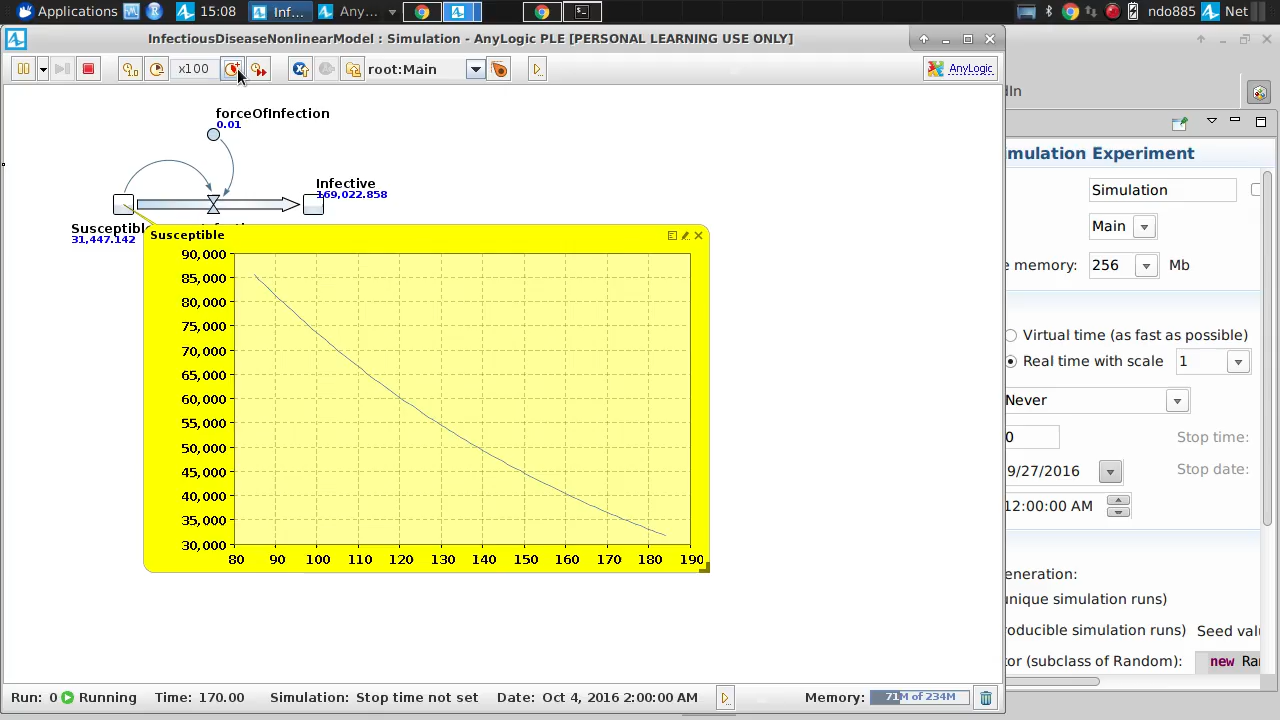 Applications 15:08 Inf... Any... ndo885 Net
InfectiousDiseaseNonlinearModel : Simulation - AnyLogic PLE [PERSONAL LEARNING USE ONLY]
x100 root:Main AnyLogic
forceOfInfection
0.01
Infective
169,022.858
Susceptible
31,447.142
Susceptible
90,000
85,000
80,000
75,000
70,000
65,000
60,000
55,000
50,000
45,000
40,000
35,000
30,000
80 90 100 110 120 130 140 150 160 170 180 190
Run: 0 Running Time: 170.00 Simulation: Stop time not set Date: Oct 4, 2016 2:00:00 AM Memory: 71M of 234M
mulation Experiment
Simulation
Main
e memory: 256 Mb
Virtual time (as fast as possible)
Real time with scale 1
Never
0 Stop time:
9/27/2016 Stop date:
12:00:00 AM
eneration:
unique simulation runs)
roducible simulation runs) Seed val
tor (subclass of Random): new Ra